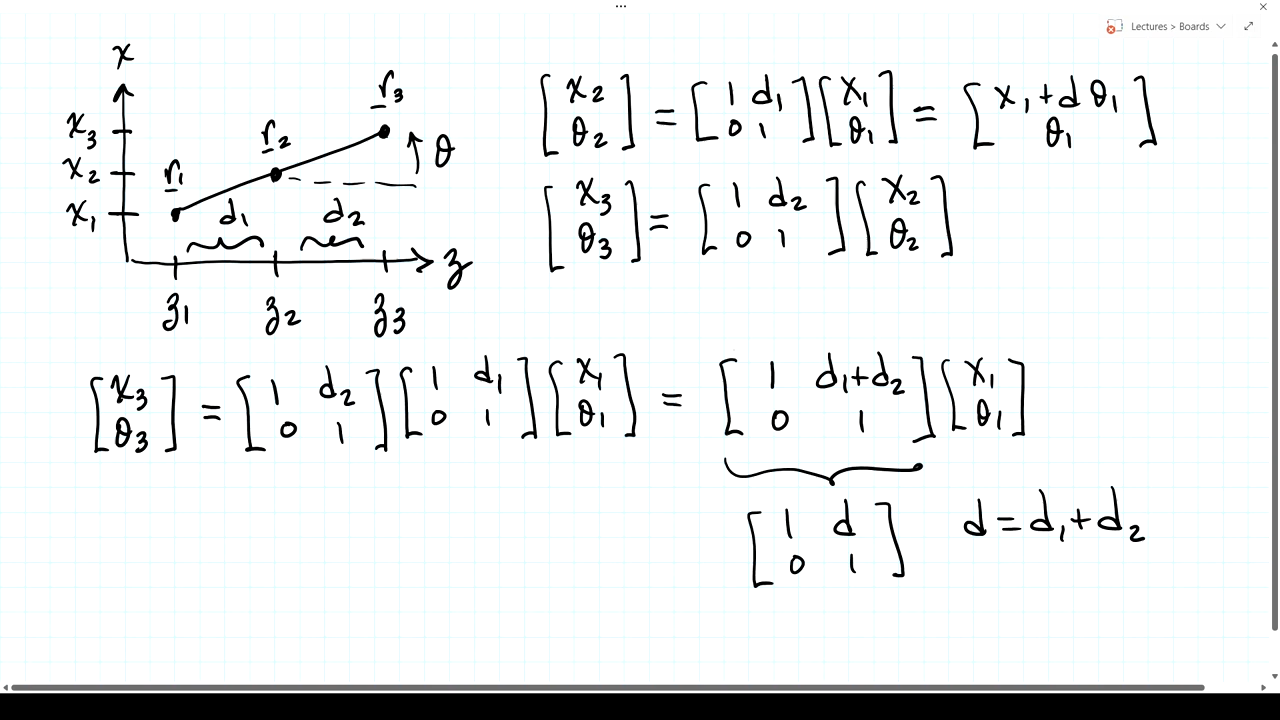 ...
Lectures > Boards
x
x₃
x₂
x₁
r₁
r₂
r₃
θ
d₁
d₂
z
z₁ z₂ z₃
[x₂ θ₂] = [1 d₁ 0 1][x₁ θ₁] = [x₁+d θ₁ θ₁]
[x₃ θ₃] = [1 d₂ 0 1][x₂ θ₂]
[x₃ θ₃] = [1 d₂ 0 1][1 d₁ 0 1][x₁ θ₁] = [1 d₁+d₂ 0 1][x₁ θ₁]
[1 d 0 1] d = d₁+d₂